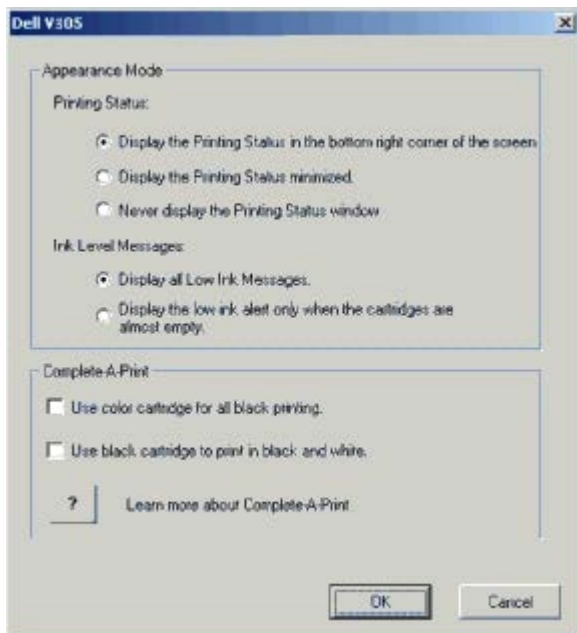 Dell V305
Appearance Mode
Printing Status:
Display the Printing Status in the bottom right corner of the screen
Display the Printing Status minimized.
Never display the Printing Status window
Ink Level Messages:
Display all Low Ink Messages.
Display the low ink alert only when the cartridges are
almost empty.
Complete-A-Print
Use color cartridge for all black printing.
Use black cartridge to print in black and white.
?
Learn more about Complete-A-Print
OK
Cancel